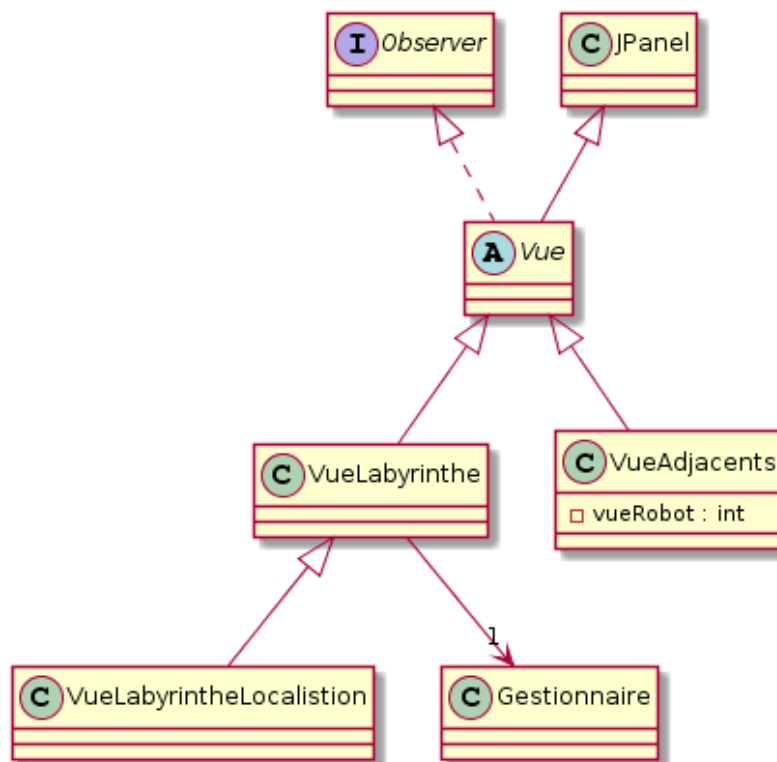 I Observer
C JPanel
A Vue
C VueLabyrinthe
C VueAdjacents
vueRobot : int
1
C VueLabyrintheLocalistion
C Gestionnaire